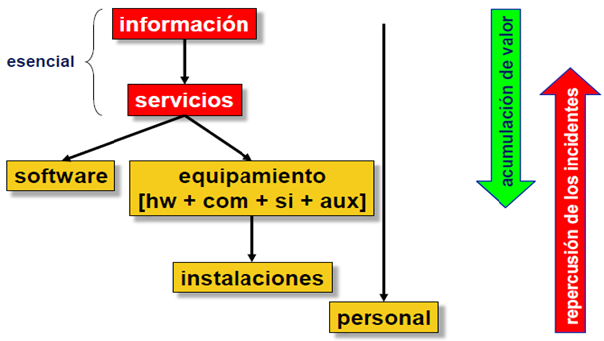 información
esencial
servicios
software
equipamiento
[hw + com + si + aux]
instalaciones
personal
acumulación de valor
repercusión de los incidentes